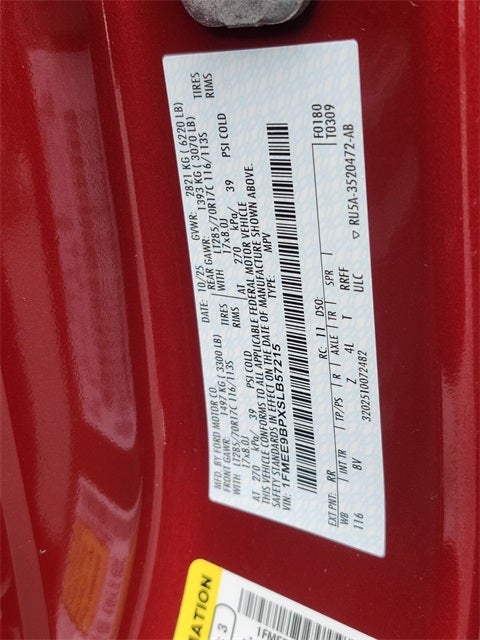 MFD. BY FORD MOTOR CO.
DATE: 10/25 GVWR: 2821 KG ( 6220 LB)
FRONT GAWR: 1497 KG ( 3300 LB) REAR GAWR: 1393 KG ( 3070 LB)
WITH LT285/70R17C 116/113S TIRES WITH LT285/70R17C 116/113S TIRES
17x8.0J RIMS 17x8.0J RIMS
AT 270 kPa/ 39 PSI COLD AT 270 kPa/ 39 PSI COLD
THIS VEHICLE CONFORMS TO ALL APPLICABLE FEDERAL MOTOR VEHICLE
SAFETY STANDARDS IN EFFECT ON THE DATE OF MANUFACTURE SHOWN ABOVE.
VIN: 1FMEE9BPXSLB57215 TYPE: MPV
F0180
EXT PNT: RR RC: 11 DSO: T0309
WB INT TR TP/PS R AXLE TR SPR
116 8V Z 4L T RRFF
3202510072482 ULC ▽ RU5A-3520472-AB